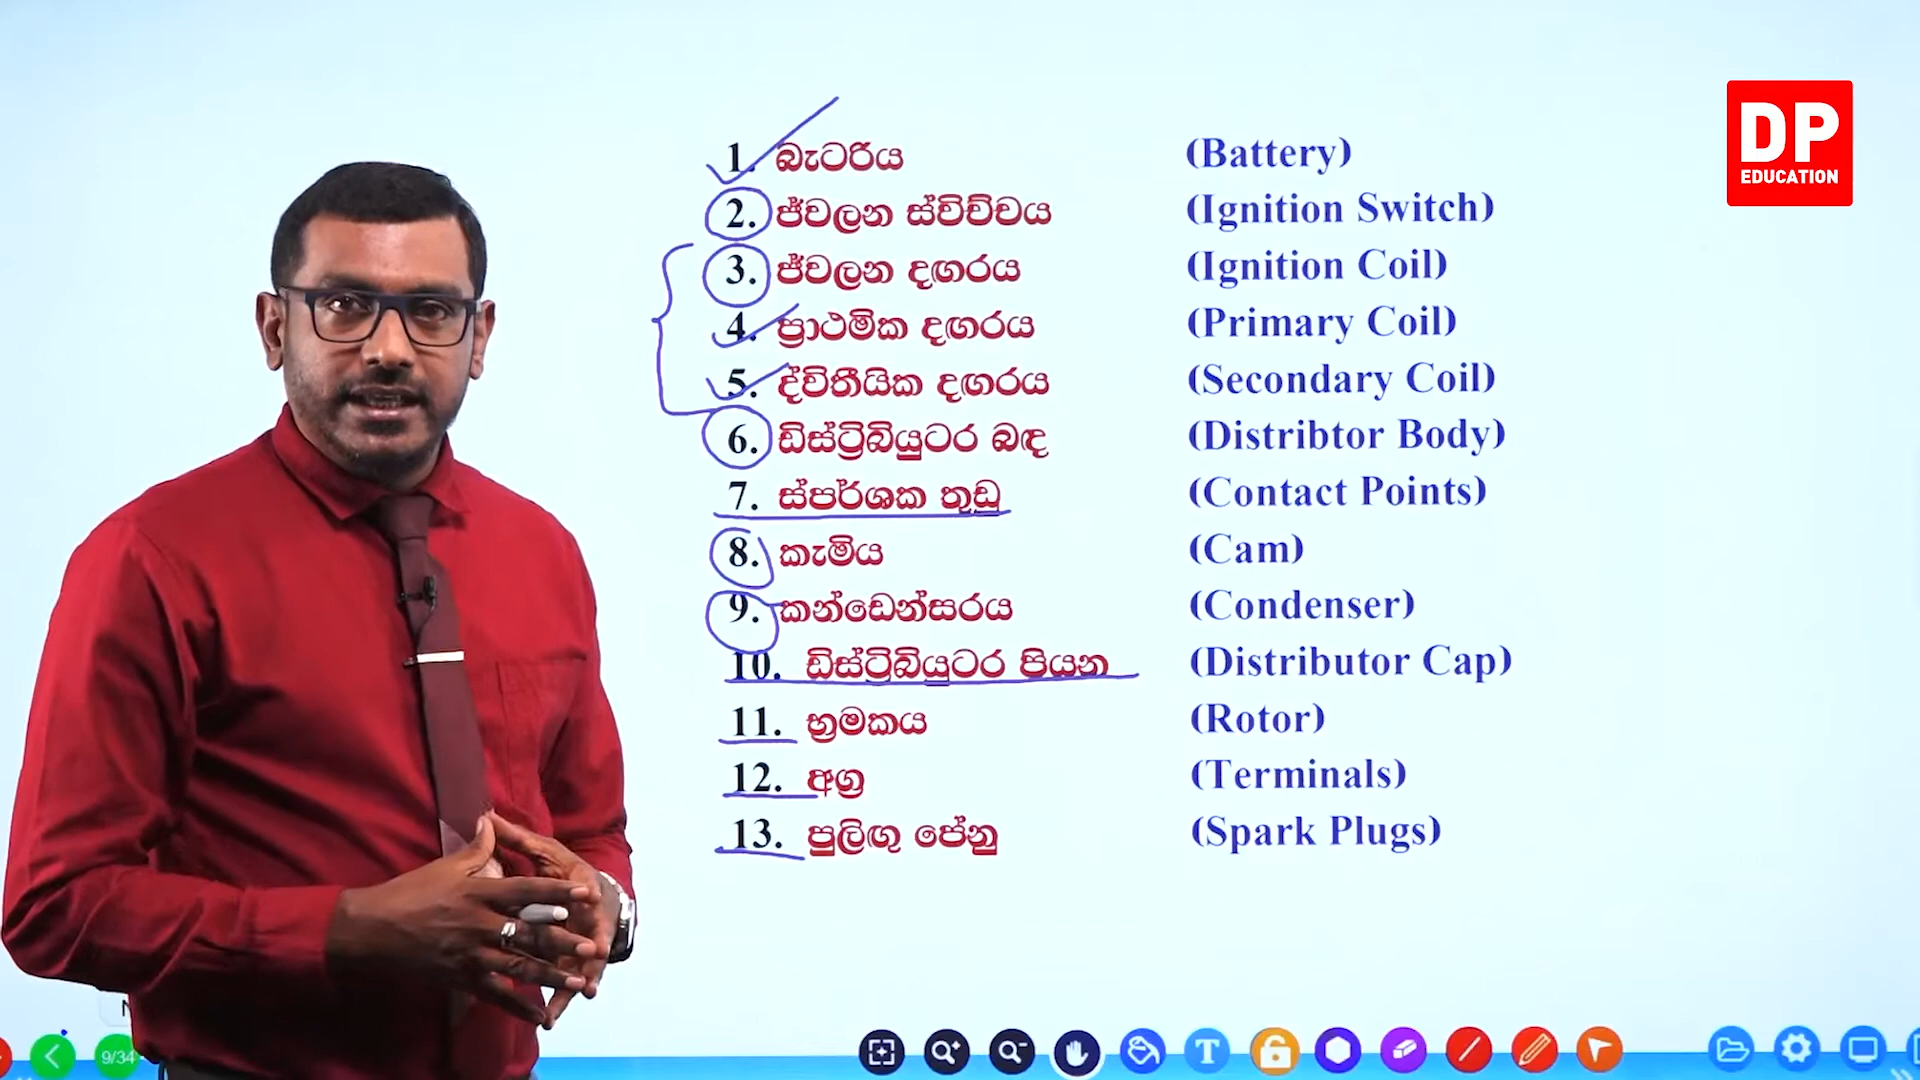 DP
EDUCATION
1. බැටරිය (Battery)
2. ජ්වලන ස්විච්චය (Ignition Switch)
3. ජ්වලන දඟරය (Ignition Coil)
4. ප්‍රාථමික දඟරය (Primary Coil)
5. ද්විතීයික දඟරය (Secondary Coil)
6. ඩිස්ට්‍රිබියුටර බඳ (Distribtor Body)
7. ස්පර්ශක තුඩු (Contact Points)
8. කැමිය (Cam)
9. කන්ඩෙන්සරය (Condenser)
10. ඩිස්ට්‍රිබියුටර පියන (Distributor Cap)
11. භ්‍රමකය (Rotor)
12. අග්‍ර (Terminals)
13. පුලිඟු පේනු (Spark Plugs)
9/34
T